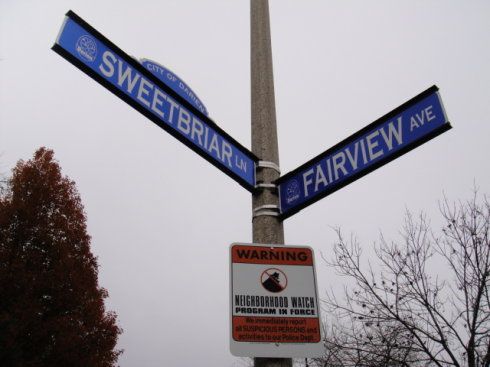 CITY OF DARIEN
SWEETBRIAR LN
FAIRVIEW AVE
WARNING
NEIGHBORHOOD WATCH
PROGRAM IN FORCE
We immediately report
all SUSPICIOUS PERSONS and
activities to our Police Dept.